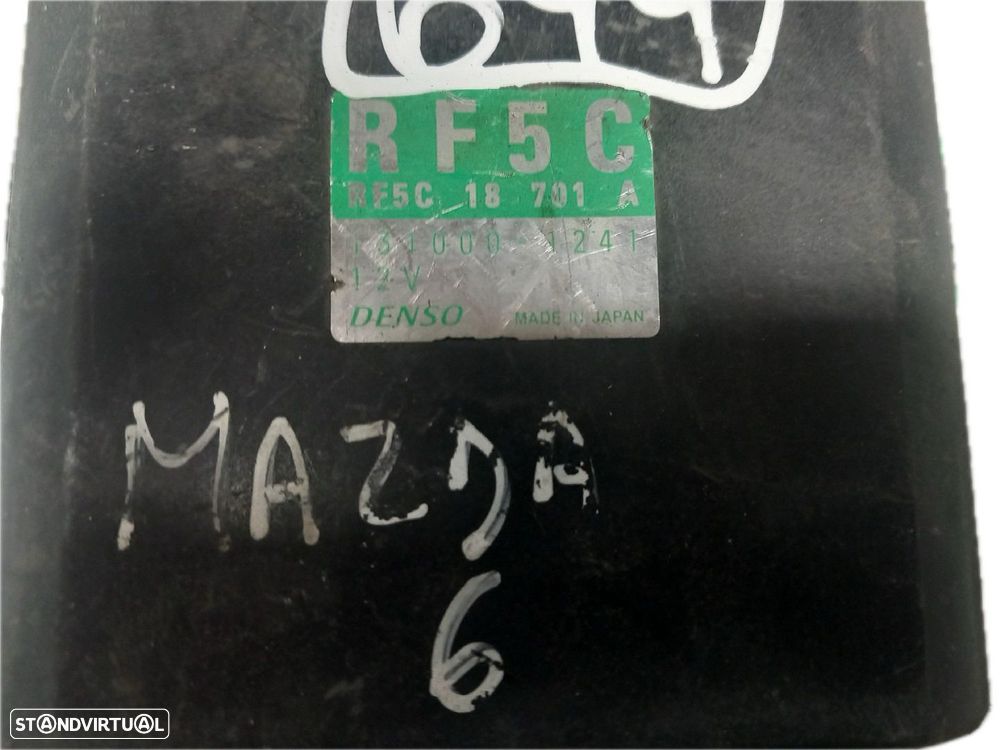 RF5C
RF5C 18 701 A
131000-1241
12V
DENSO MADE IN JAPAN
MAZDA
6
STANDVIRTUAL